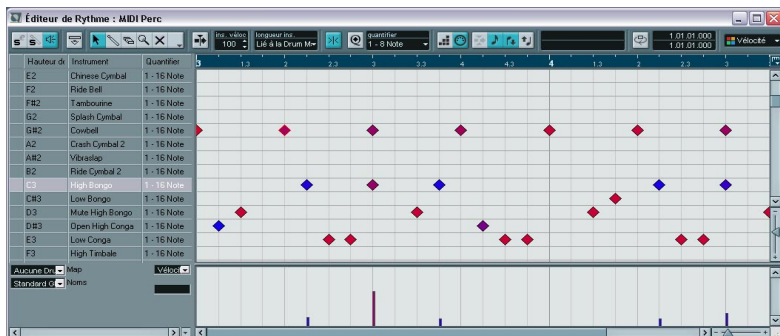 Éditeur de Rythme : MIDI Perc
ins. véloc longueur ins. quantifier
100 Lié à la Drum M 1 - 8 Note 1.01.01.000 Vélocité
1.01.01.000
Instrument Quantifier 3 1.3 2 2.3 3 3.3 4 4.3 4 1.3 2 2.3 3
E2 Chinese Cymbal 1 - 16 Note
F2 Ride Bell 1 - 16 Note
F#2 Tambourine 1 - 16 Note
G2 Splash Cymbal 1 - 16 Note
G#2 Cowbell 1 - 16 Note
A2 Crash Cymbal 2 1 - 16 Note
A#2 Vibraslap 1 - 16 Note
B2 Ride Cymbal 2 1 - 16 Note
C3 High Bongo 1 - 16 Note
C#3 Low Bongo 1 - 16 Note
D3 Mute High Bongo 1 - 16 Note
D#3 Open High Conga 1 - 16 Note
E3 Low Conga 1 - 16 Note
F3 High Timbale 1 - 16 Note
Aucune Map
Standard Noms